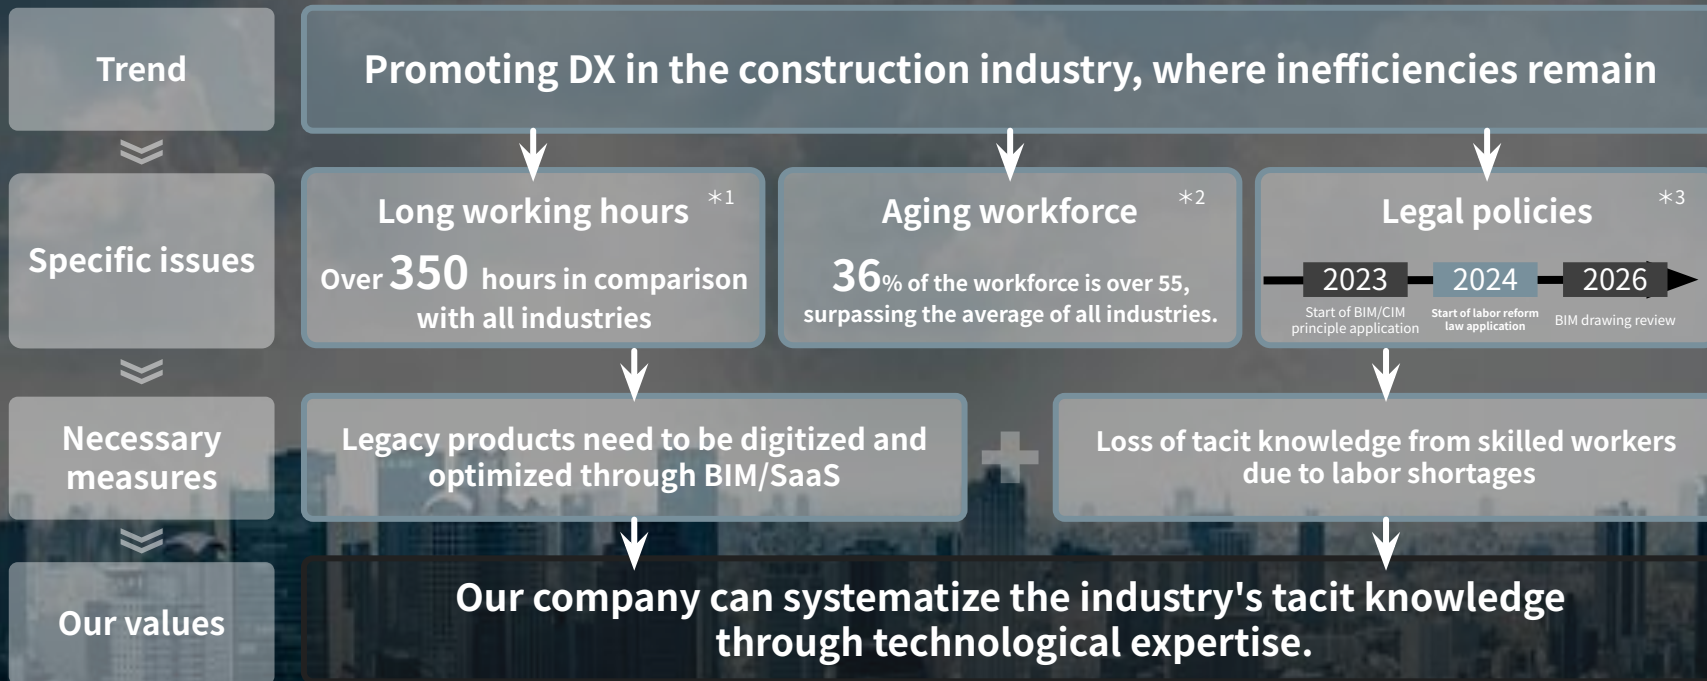 Trend
Promoting DX in the construction industry, where inefficiencies remain
Specific issues
Long working hours ＊1
Over 350 hours in comparison
with all industries
Aging workforce ＊2
36% of the workforce is over 55,
surpassing the average of all industries.
Legal policies ＊3
2023
Start of BIM/CIM
principle application
2024
Start of labor reform
law application
2026
BIM drawing review
Necessary
measures
Legacy products need to be digitized and
optimized through BIM/SaaS
Loss of tacit knowledge from skilled workers
due to labor shortages
Our values
Our company can systematize the industry's tacit knowledge
through technological expertise.